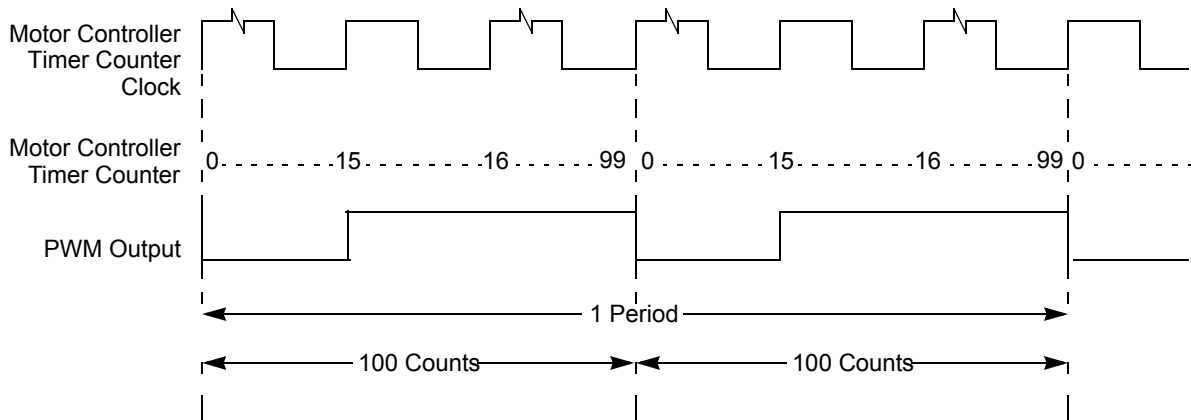 Motor Controller
Timer Counter
Clock
Motor Controller
Timer Counter
0 15 16 99 0 15 16 99 0
PWM Output
1 Period
100 Counts 100 Counts